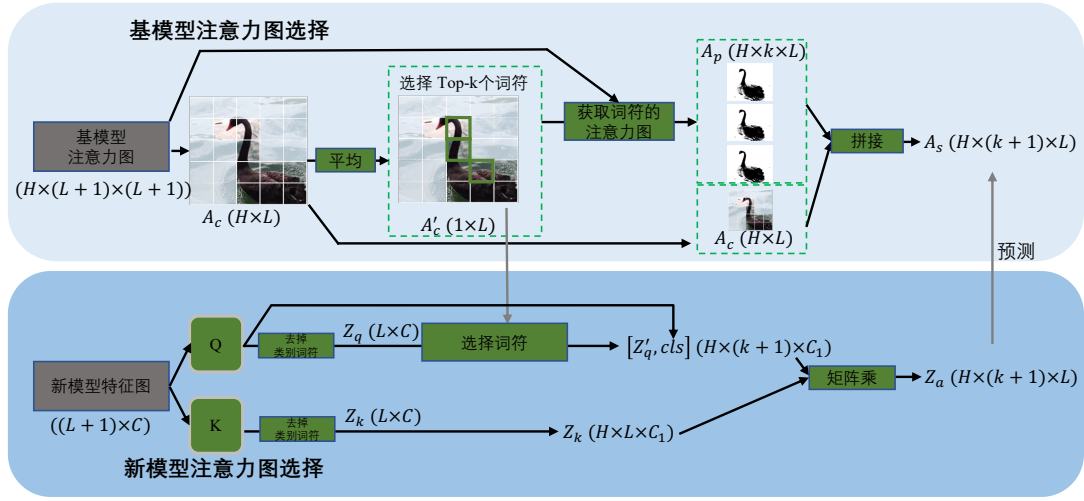 基模型注意力图选择
基模型
注意力图
(H×(L + 1)×(L + 1))
A_c (H×L)
平均
选择 Top-k个词符
A′_c (1×L)
获取词符的
注意力图
A_p (H×k×L)
A_c (H×L)
拼接
A_s (H×(k + 1)×L)
预测
新模型特征图
((L + 1)×C)
Q
去掉
类别词符
Z_q (L×C)
选择词符
[Z′_q, cls] (H×(k + 1)×C_1)
K
去掉
类别词符
Z_k (L×C)
Z_k (H×L×C_1)
矩阵乘
Z_a (H×(k + 1)×L)
新模型注意力图选择